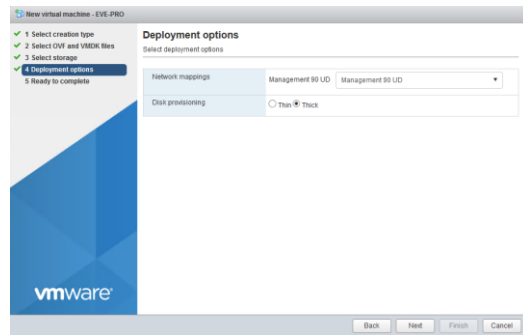 New virtual machine - EVE-PRO
1 Select creation type
2 Select OVF and VMDK files
3 Select storage
4 Deployment options
5 Ready to complete
Deployment options
Select deployment options
Network mappings
Management 90 UD
Management 90 UD
Disk provisioning
Thin
Thick
vmware
Back
Next
Finish
Cancel